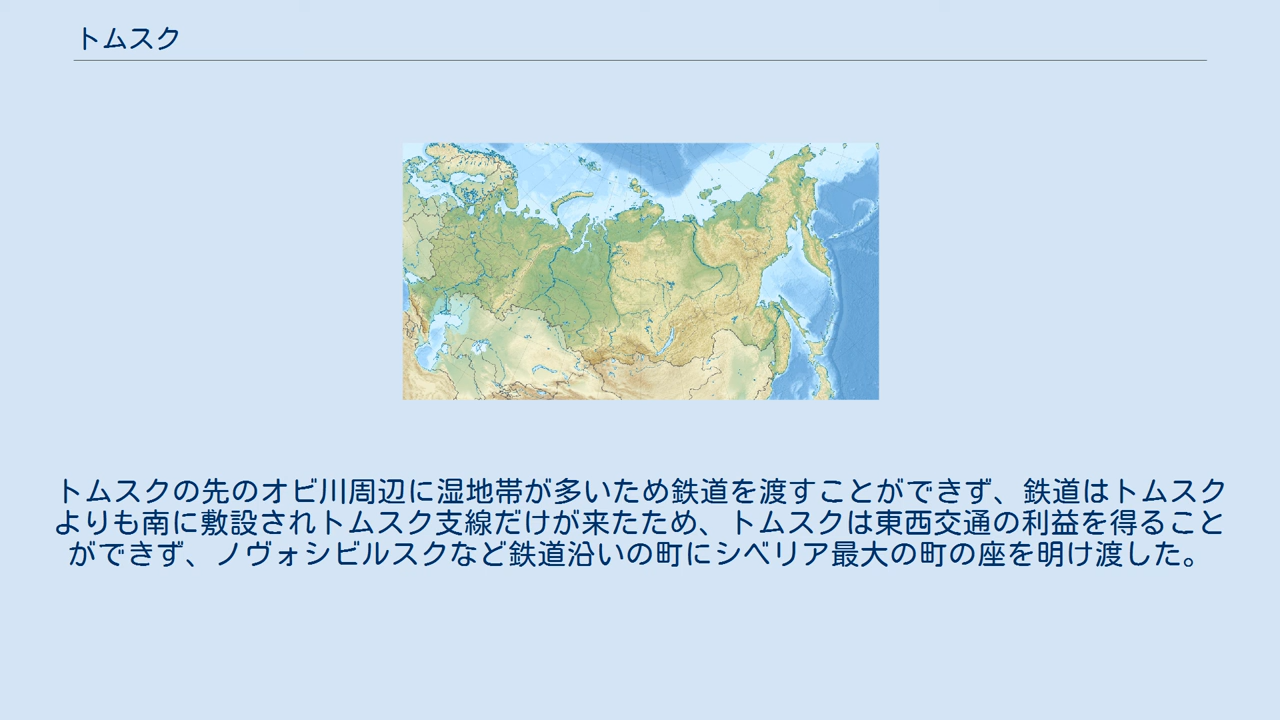 トムスク
トムスクの先のオビ川周辺に湿地帯が多いため鉄道を渡すことができず、鉄道はトムスク
よりも南に敷設されトムスク支線だけが来たため、トムスクは東西交通の利益を得ること
ができず、ノヴォシビルスクなど鉄道沿いの町にシベリア最大の町の座を明け渡した。